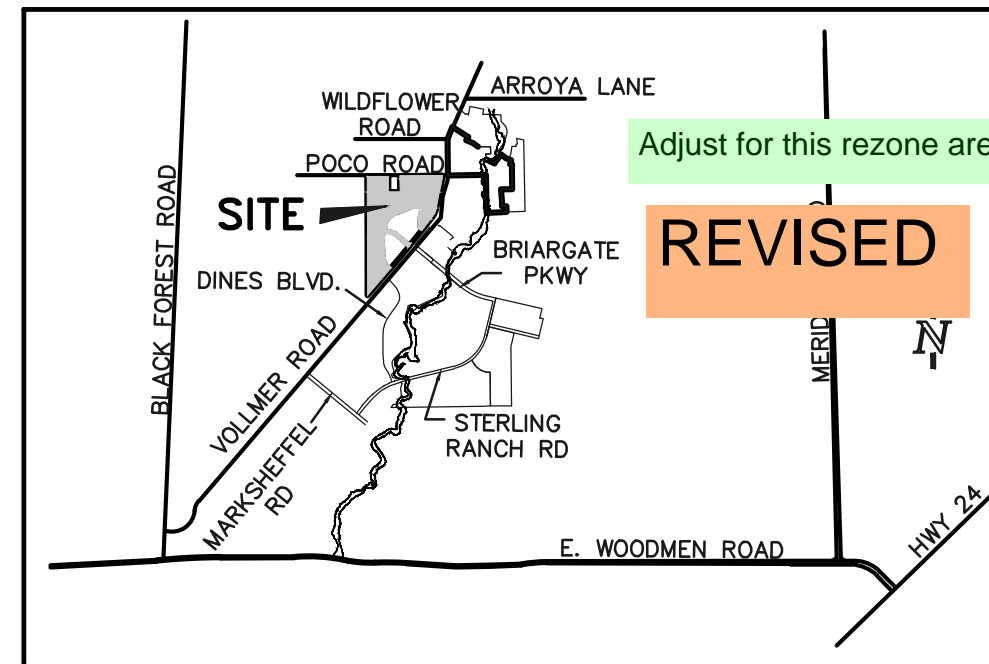 ARROYA LANE
WILDFLOWER
ROAD
POCO ROAD
Adjust for this rezone are
SITE
REVISED
BRIARGATE
PKWY
DINES BLVD.
BLACK FOREST ROAD
VOLLMER ROAD
N
STERLING
RANCH RD
MARKSHEFFEL
RD
E. WOODMEN ROAD
HWY 24